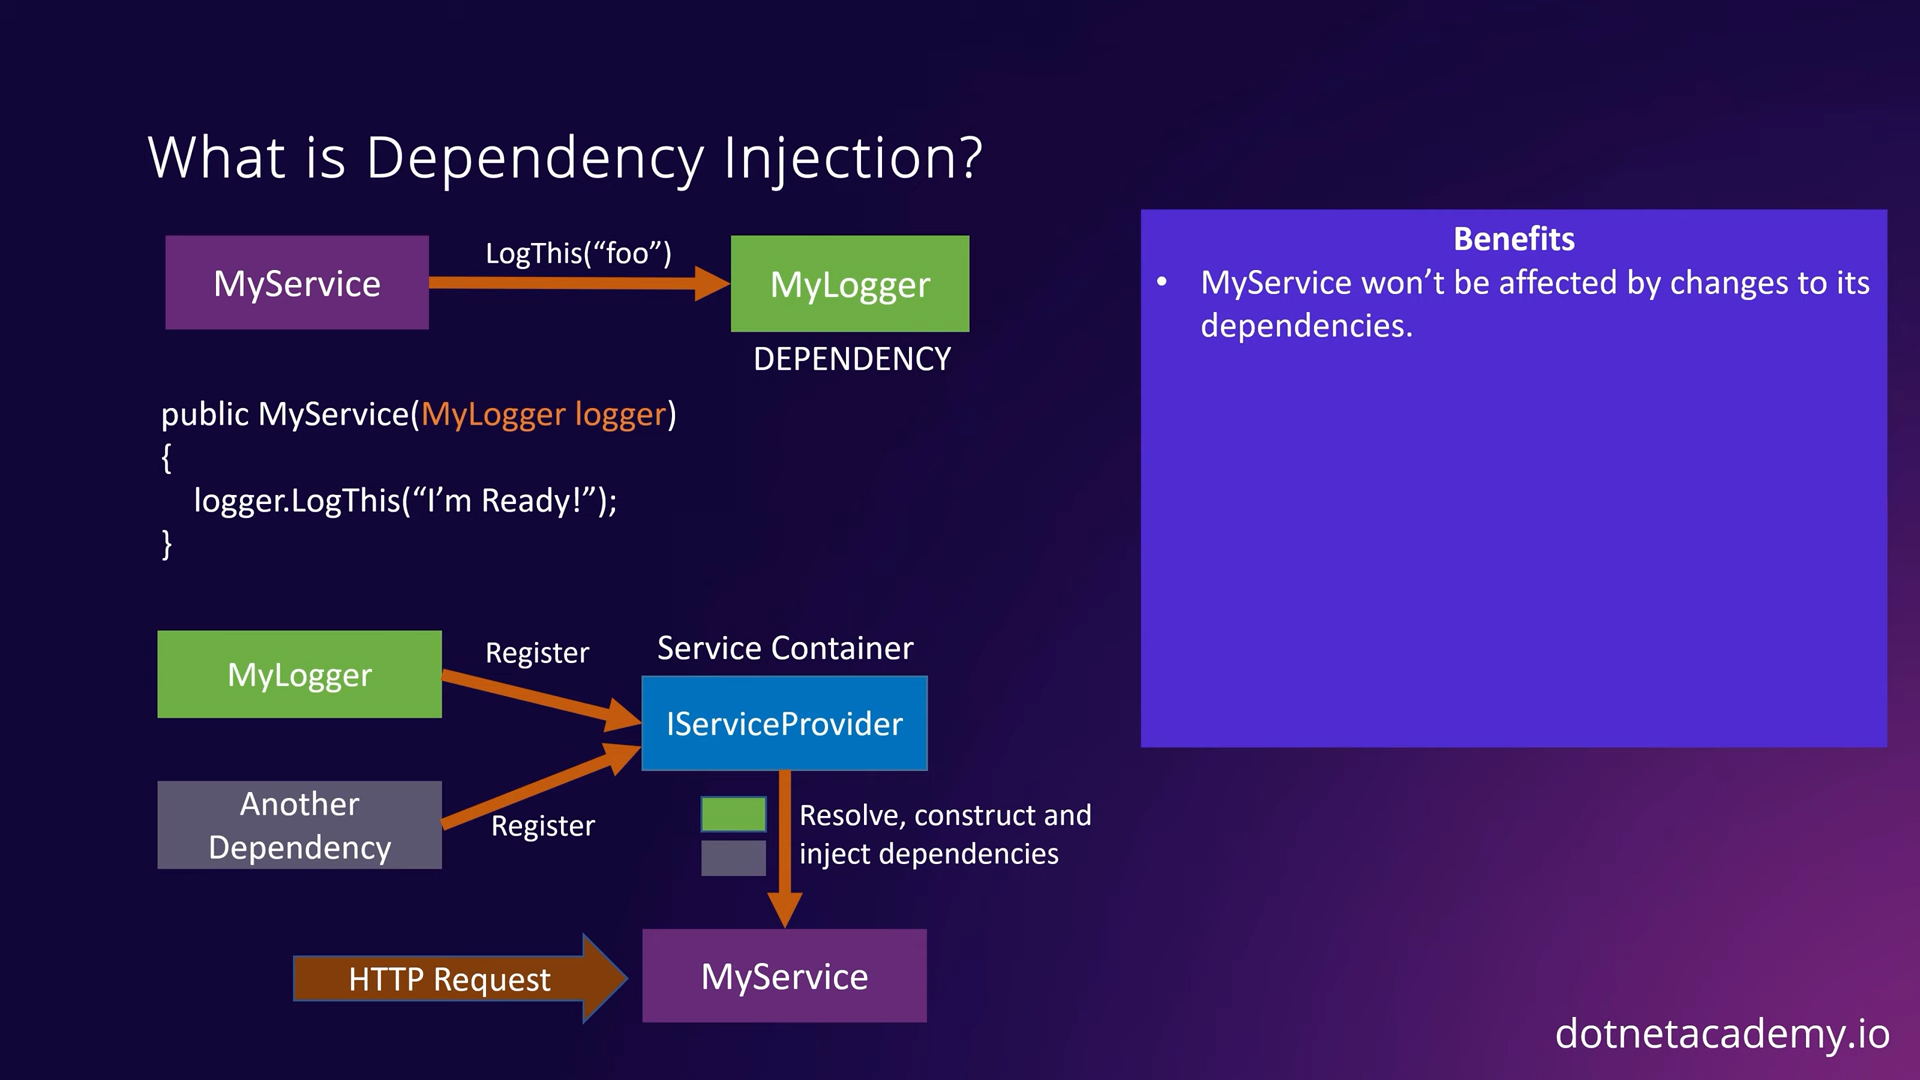 What is Dependency Injection?
MyService
LogThis(“foo”)
MyLogger
DEPENDENCY
public MyService(MyLogger logger)
{
logger.LogThis(“I’m Ready!”);
}
Benefits
• MyService won’t be affected by changes to its
dependencies.
MyLogger
Register
Service Container
IServiceProvider
Another
Dependency
Register
Resolve, construct and
inject dependencies
HTTP Request
MyService
dotnetacademy.io